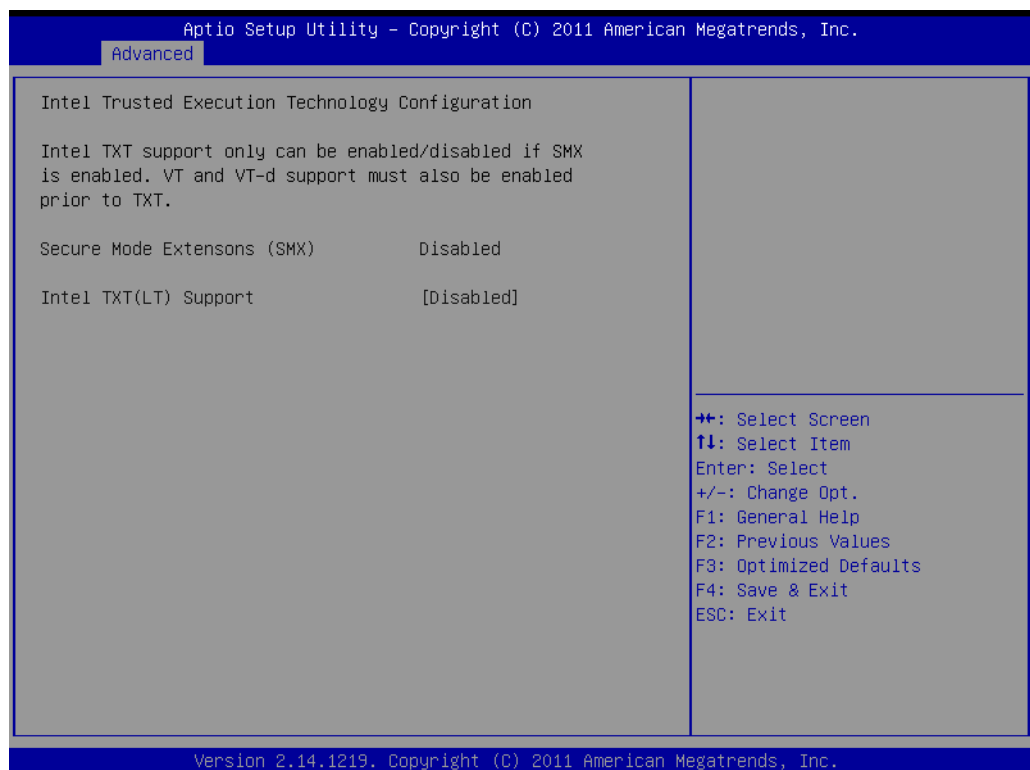 Aptio Setup Utility – Copyright (C) 2011 American Megatrends, Inc.
Advanced
Intel Trusted Execution Technology Configuration
Intel TXT support only can be enabled/disabled if SMX
is enabled. VT and VT-d support must also be enabled
prior to TXT.
Secure Mode Extensons (SMX) Disabled
Intel TXT(LT) Support [Disabled]
→←: Select Screen
↑↓: Select Item
Enter: Select
+/-: Change Opt.
F1: General Help
F2: Previous Values
F3: Optimized Defaults
F4: Save & Exit
ESC: Exit
Version 2.14.1219. Copyright (C) 2011 American Megatrends, Inc.